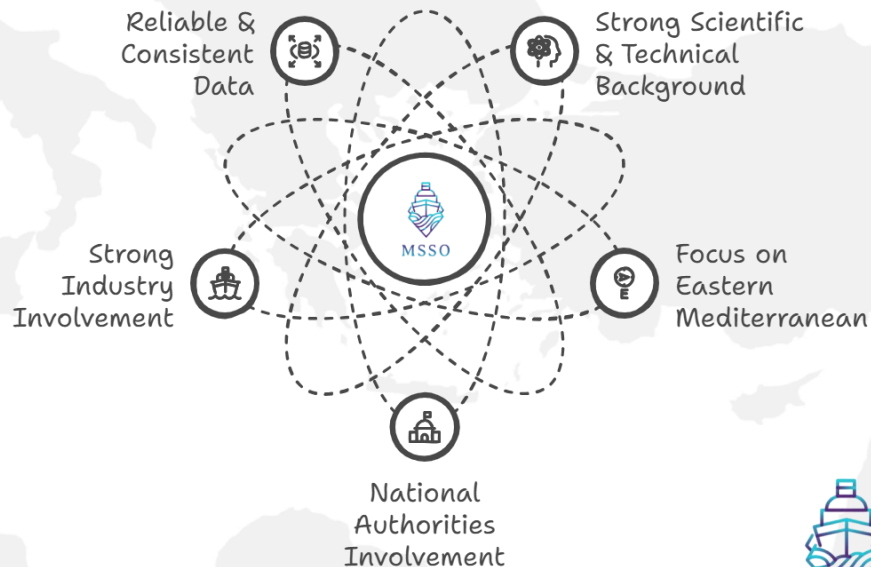 Reliable &
Consistent
Data
Strong Scientific
& Technical
Background
MSSO
Strong
Industry
Involvement
Focus on
Eastern
Mediterranean
E
National
Authorities
Involvement